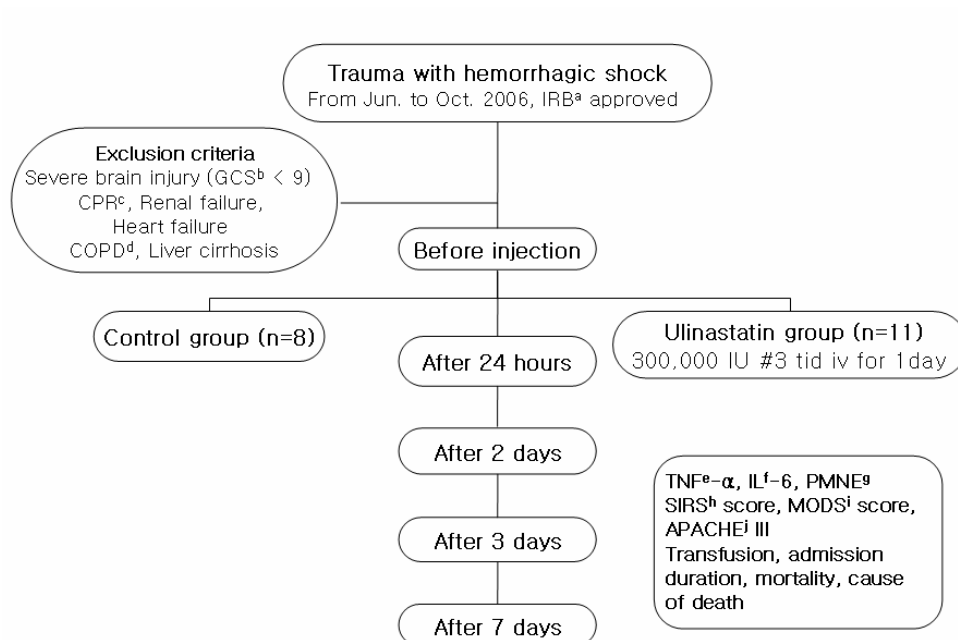 Trauma with hemorrhagic shock
From Jun. to Oct. 2006, IRBᵃ approved
Exclusion criteria
Severe brain injury (GCSᵇ < 9)
CPRᶜ, Renal failure,
Heart failure
COPDᵈ, Liver cirrhosis
Before injection
Control group (n=8)
Ulinastatin group (n=11)
300,000 IU #3 tid iv for 1day
After 24 hours
After 2 days
After 3 days
After 7 days
TNFᵉ-α, ILᶠ-6, PMNEᵍ
SIRSʰ score, MODSⁱ score,
APACHEʲ III
Transfusion, admission
duration, mortality, cause
of death